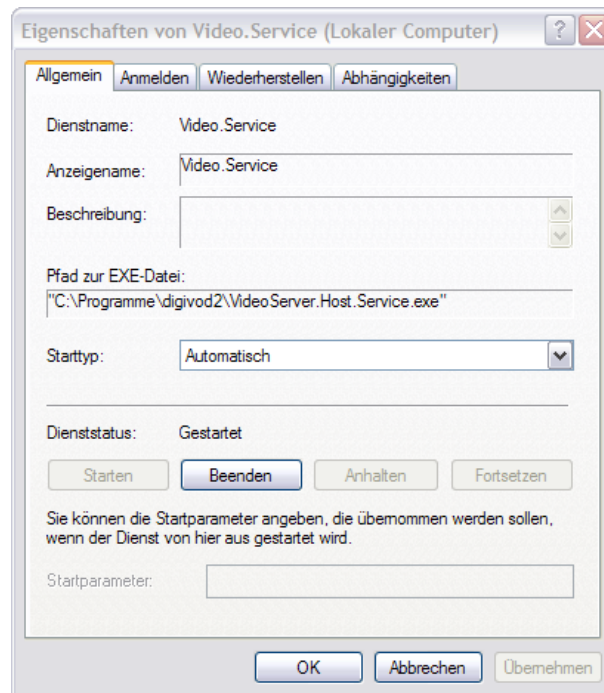 Eigenschaften von Video.Service (Lokaler Computer)
Allgemein Anmelden Wiederherstellen Abhängigkeiten
Dienstname: Video.Service
Anzeigename: Video.Service
Beschreibung:
Pfad zur EXE-Datei:
"C:\Programme\digivod2\VideoServer.Host.Service.exe"
Starttyp: Automatisch
Dienststatus: Gestartet
Starten Beenden Anhalten Fortsetzen
Sie können die Startparameter angeben, die übernommen werden sollen,
wenn der Dienst von hier aus gestartet wird.
Startparameter:
OK Abbrechen Übernehmen